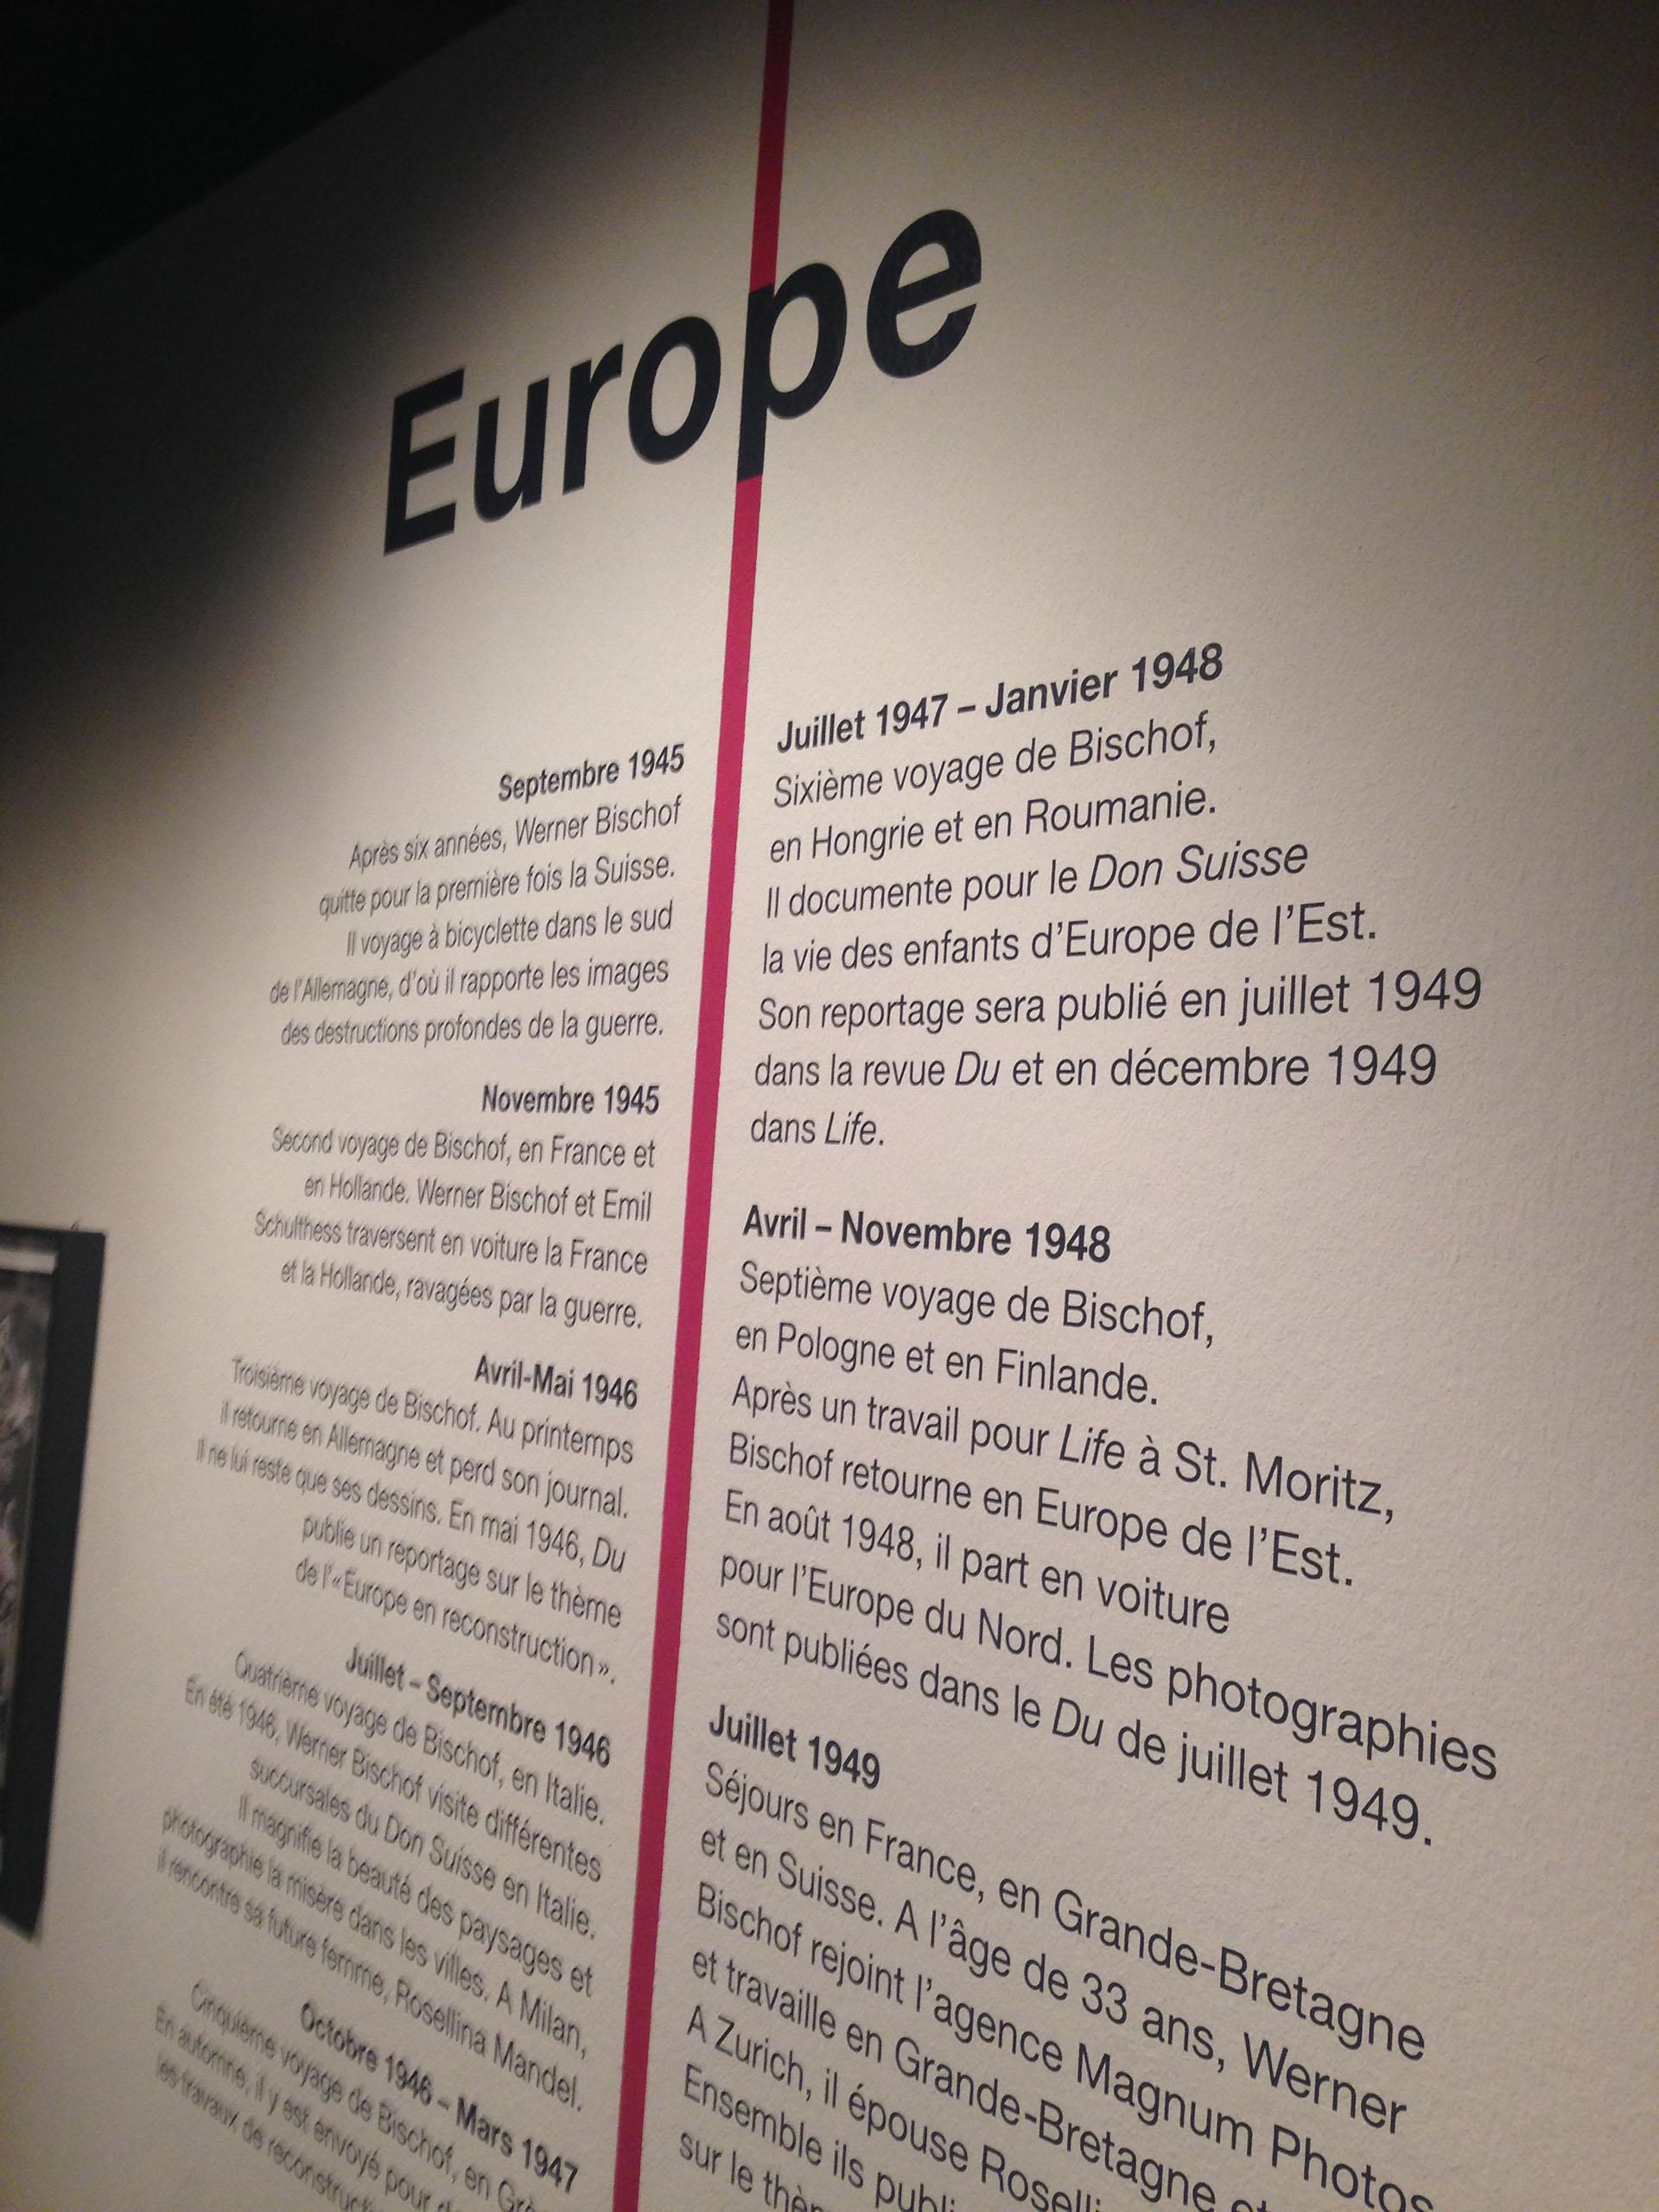 Europe
Septembre 1945
Après six années, Werner Bischof
quitte pour la première fois la Suisse.
Il voyage à bicyclette dans le sud
de l'Allemagne, d'où il rapporte les images
des destructions profondes de la guerre.
Novembre 1945
Second voyage de Bischof, en France et
en Hollande. Werner Bischof et Emil
Schulthess traversent en voiture la France
et la Hollande, ravagées par la guerre.
Avril-Mai 1946
Troisième voyage de Bischof. Au printemps
il retourne en Allemagne et perd son journal.
Il ne lui reste que ses dessins. En mai 1946, Du
publie un reportage sur le thème
de l'«Europe en reconstruction».
Juillet – Septembre 1946
Quatrième voyage de Bischof, en Italie.
En été 1946, Werner Bischof visite différentes
succursales du Don Suisse en Italie.
Il magnifie la beauté des paysages et
photographie la misère dans les villes. A Milan,
il rencontre sa future femme, Rosellina Mandel.
Octobre 1946 – Mars 1947
Cinquième voyage de Bischof, en
En automne, il y est envoyé pour
les travaux de
Juillet 1947 – Janvier 1948
Sixième voyage de Bischof,
en Hongrie et en Roumanie.
Il documente pour le Don Suisse
la vie des enfants d'Europe de l'Est.
Son reportage sera publié en juillet 1949
dans la revue Du et en décembre 1949
dans Life.
Avril – Novembre 1948
Septième voyage de Bischof,
en Pologne et en Finlande.
Après un travail pour Life à St. Moritz,
Bischof retourne en Europe de l'Est.
En août 1948, il part en voiture
pour l'Europe du Nord. Les photographies
sont publiées dans le Du de juillet 1949.
Juillet 1949
Séjours en France, en Grande-Bretagne
et en Suisse. A l'âge de 33 ans, Werner
Bischof rejoint l'agence Magnum Photos
et travaille en Grande-Bretagne et
A Zurich, il épouse
Ensemble ils
sur le